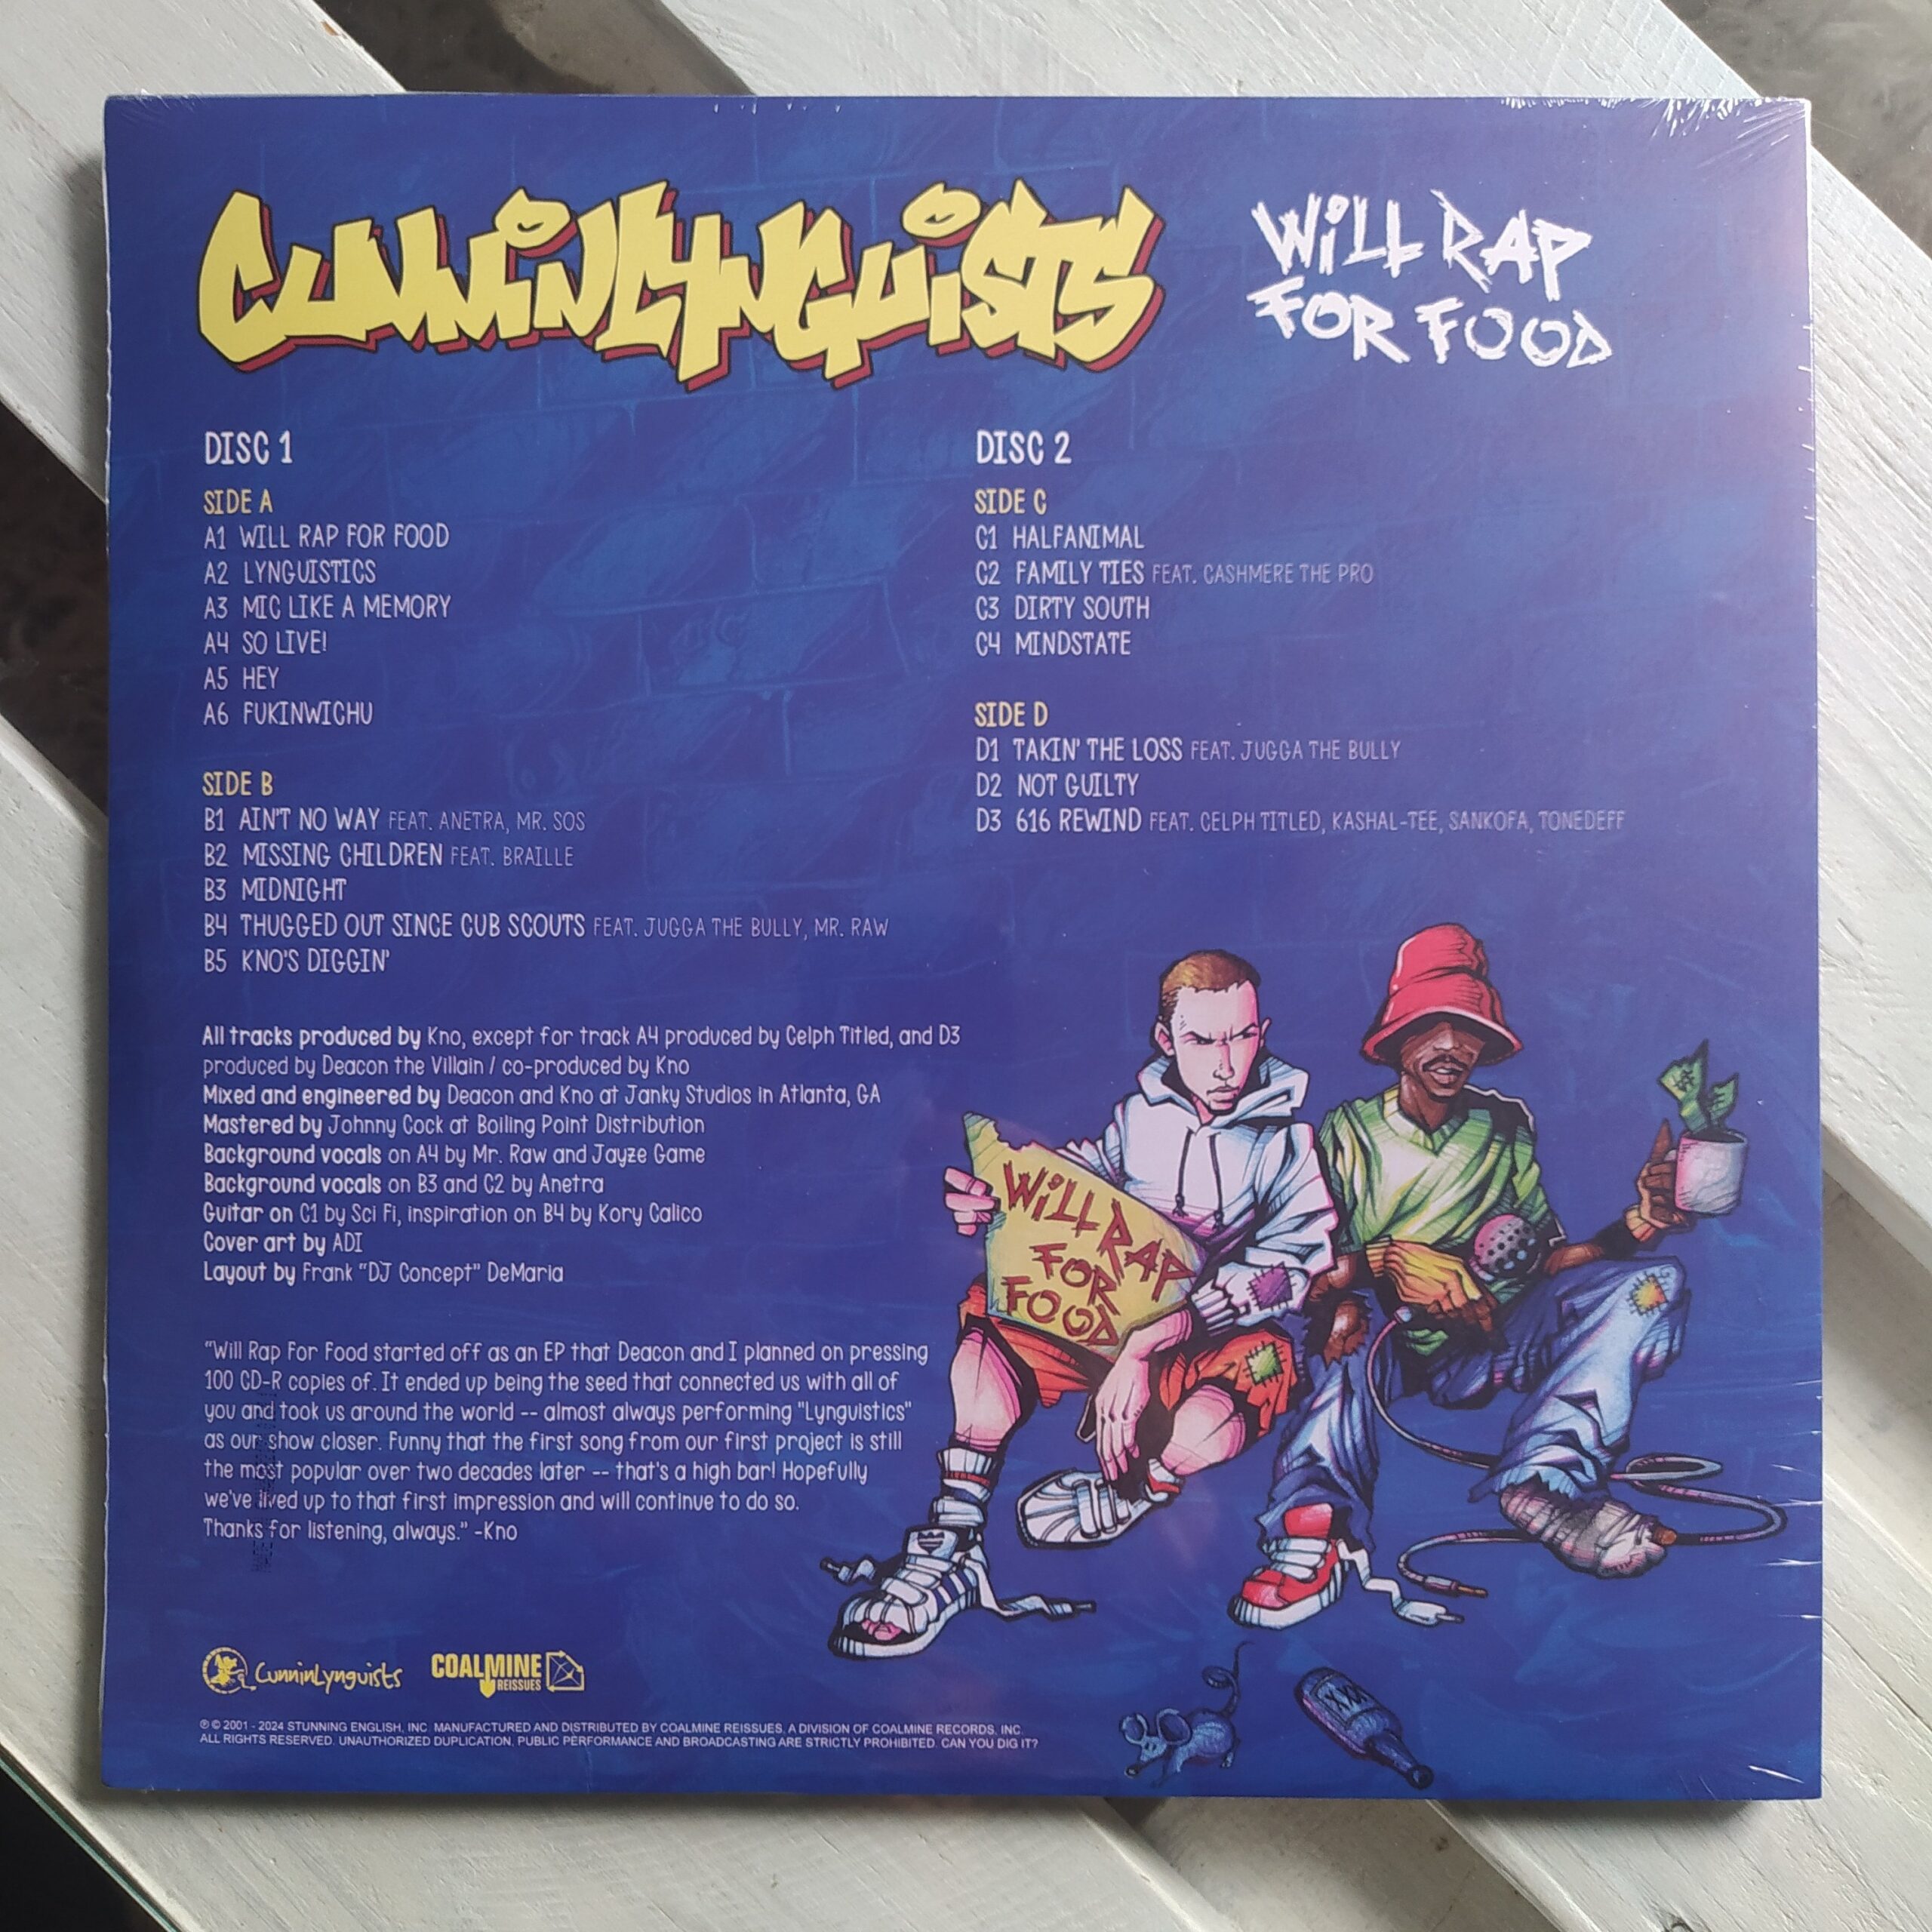 CUNNINLYNGUISTS
WILL RAP
FOR FOOD
DISC 1
SIDE A
A1 WILL RAP FOR FOOD
A2 LYNGUISTICS
A3 MIC LIKE A MEMORY
A4 SO LIVE!
A5 HEY
A6 FUKINWICHU
SIDE B
B1 AIN'T NO WAY FEAT. ANETRA, MR. SOS
B2 MISSING CHILDREN FEAT. BRAILLE
B3 MIDNIGHT
B4 THUGGED OUT SINCE CUB SCOUTS FEAT. JUGGA THE BULLY, MR. RAW
B5 KNO'S DIGGIN'
DISC 2
SIDE C
C1 HALFANIMAL
C2 FAMILY TIES FEAT. CASHMERE THE PRO
C3 DIRTY SOUTH
C4 MINDSTATE
SIDE D
D1 TAKIN' THE LOSS FEAT. JUGGA THE BULLY
D2 NOT GUILTY
D3 616 REWIND FEAT. CELPH TITLED, KASHAL-TEE, SANKOFA, TONEDEFF
All tracks produced by Kno, except for track A4 produced by Celph Titled, and D3
produced by Deacon the Villain / co-produced by Kno
Mixed and engineered by Deacon and Kno at Janky Studios in Atlanta, GA
Mastered by Johnny Cock at Boiling Point Distribution
Background vocals on A4 by Mr. Raw and Jayze Game
Background vocals on B3 and C2 by Anetra
Guitar on C1 by Sci Fi, inspiration on B4 by Kory Calico
Cover art by ADI
Layout by Frank "DJ Concept" DeMaria
"Will Rap For Food started off as an EP that Deacon and I planned on pressing
100 CD-R copies of. It ended up being the seed that connected us with all of
you and took us around the world -- almost always performing "Lynguistics"
as our show closer. Funny that the first song from our first project is still
the most popular over two decades later -- that's a high bar! Hopefully
we've lived up to that first impression and will continue to do so.
Thanks for listening, always." -Kno
WILL RAP
FOR
FOOD
XXX
CunninLynguists
COALMINE
REISSUES
℗ © 2001 - 2024 STUNNING ENGLISH, INC. MANUFACTURED AND DISTRIBUTED BY COALMINE REISSUES, A DIVISION OF COALMINE RECORDS, INC.
ALL RIGHTS RESERVED. UNAUTHORIZED DUPLICATION, PUBLIC PERFORMANCE AND BROADCASTING ARE STRICTLY PROHIBITED. CAN YOU DIG IT?